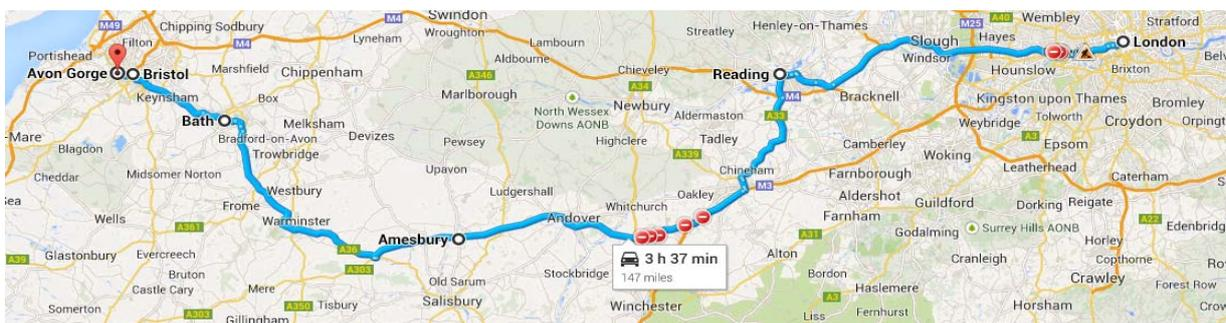 M49
Chipping Sodbury
Swindon
Wroughton
Henley-on-Thames
M25
A40
Wembley
Stratford
Portishead
Filton
M4
Lyneham
Lambourn
Streatley
Slough
Hayes
London
Avon Gorge
Bristol
Marshfield
Chippenham
A346
Aldbourne
Chieveley
Reading
Windsor
Hounslow
Brixton
Keynsham
Box
Marlborough
A34
M4
Bracknell
Kingston upon Thames
Bromley
-Mare
Bath
Melksham
North Wessex
Downs AONB
Newbury
Aldermaston
A33
Weybridge
Tolworth
Croydon
Orping
Blagdon
Bradford-on-Avon
Devizes
Pewsey
Highclere
Tadley
Camberley
A3
Epsom
Cheddar
Midsomer Norton
Trowbridge
Upavon
A339
Chineham
M3
Farnborough
Woking
Leatherhead
Caterham
S
sea
Westbury
Ludgershall
Oakley
Aldershot
Guildford
Dorking
Reigate
Wells
Frome
Warminster
Whitchurch
Andover
Farnham
A22
A361
Amesbury
A31
Godalming
Surrey Hills AONB
Horley
Edenbridg
A39
Glastonbury
Evercreech
A36
A303
3 h 37 min
147 miles
Alton
Copthorne
Bruton
Old Sarum
Stockbridge
Bordon
Cranleigh
Crawley
Forest Row
Castle Cary
Mere
Tisbury
Salisbury
Winchester
Haslemere
Somerton
A303
A350
Gillingham
A3
Liss
Fernhurst
Horsham